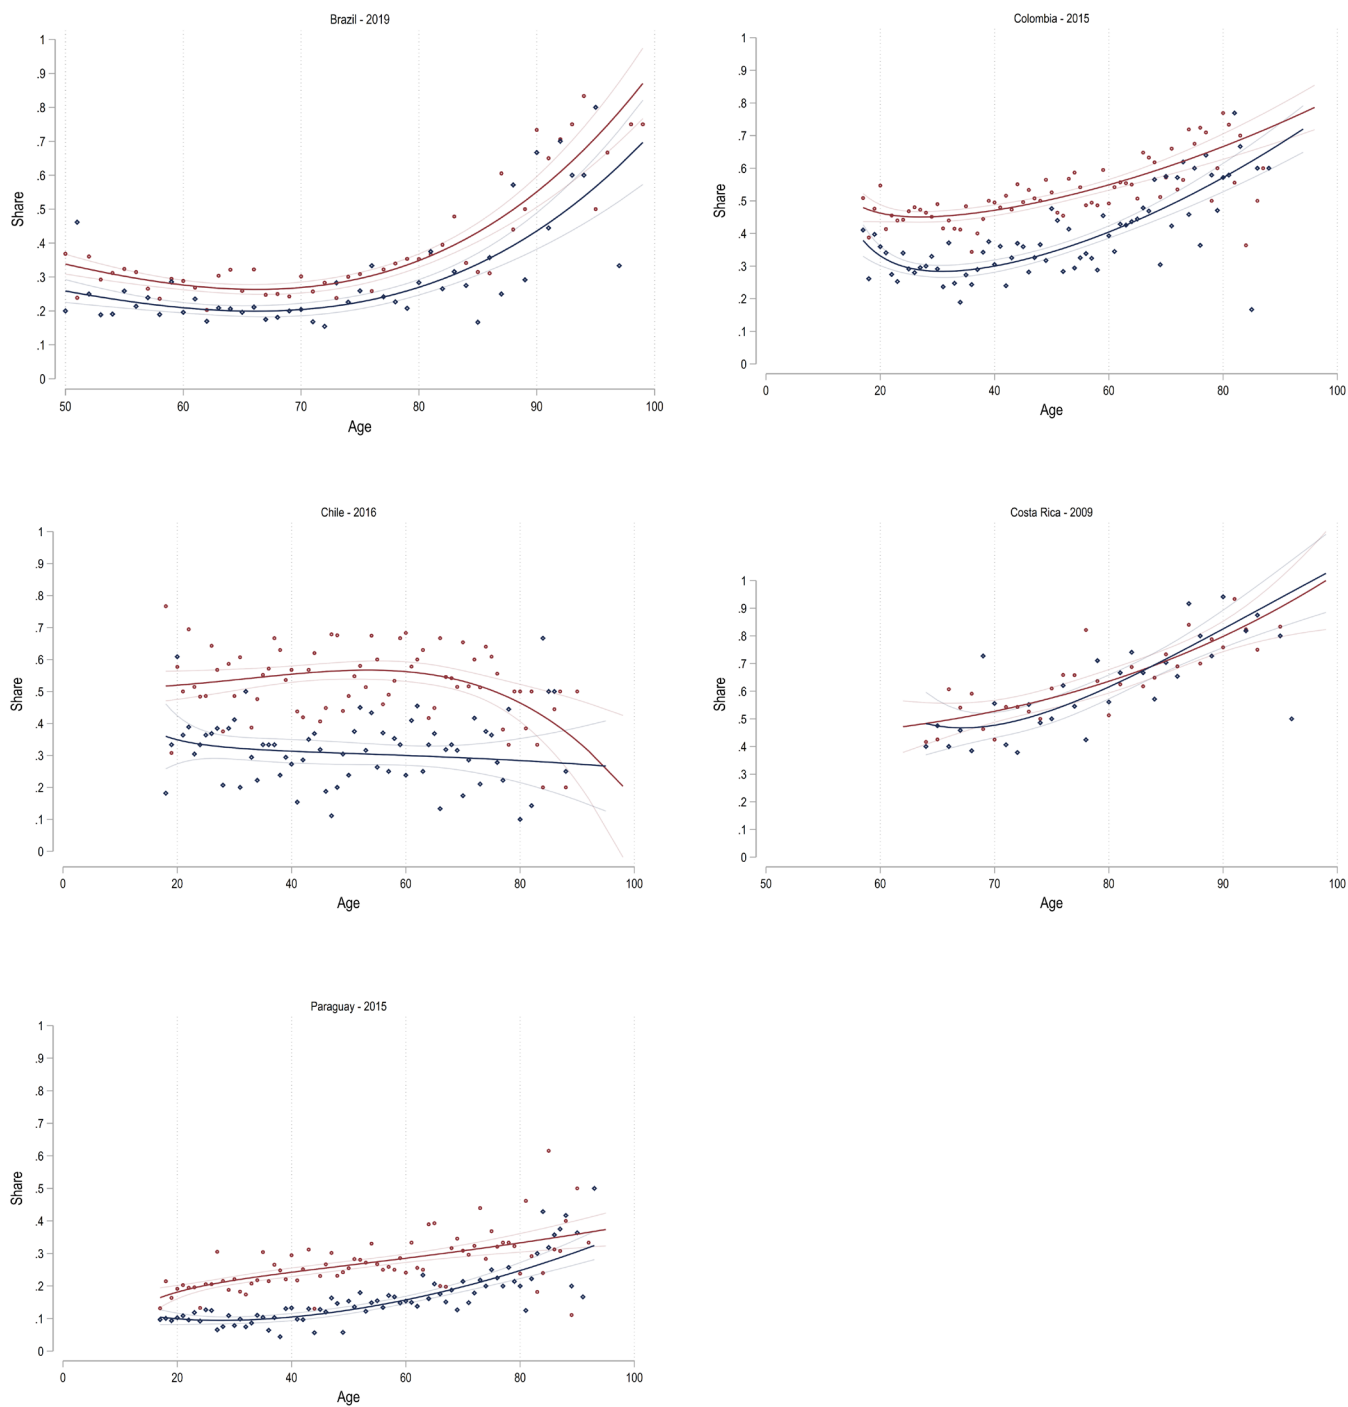 Brazil - 2019
1
.9
.8
.7
.6
.5
.4
.3
.2
.1
0
Share
50 60 70 80 90 100
Age
Colombia - 2015
1
.9
.8
.7
.6
.5
.4
.3
.2
.1
0
Share
0 20 40 60 80 100
Age
Chile - 2016
1
.9
.8
.7
.6
.5
.4
.3
.2
.1
0
Share
0 20 40 60 80 100
Age
Costa Rica - 2009
1
.9
.8
.7
.6
.5
.4
.3
.2
.1
0
Share
50 60 70 80 90 100
Age
Paraguay - 2015
1
.9
.8
.7
.6
.5
.4
.3
.2
.1
0
Share
0 20 40 60 80 100
Age